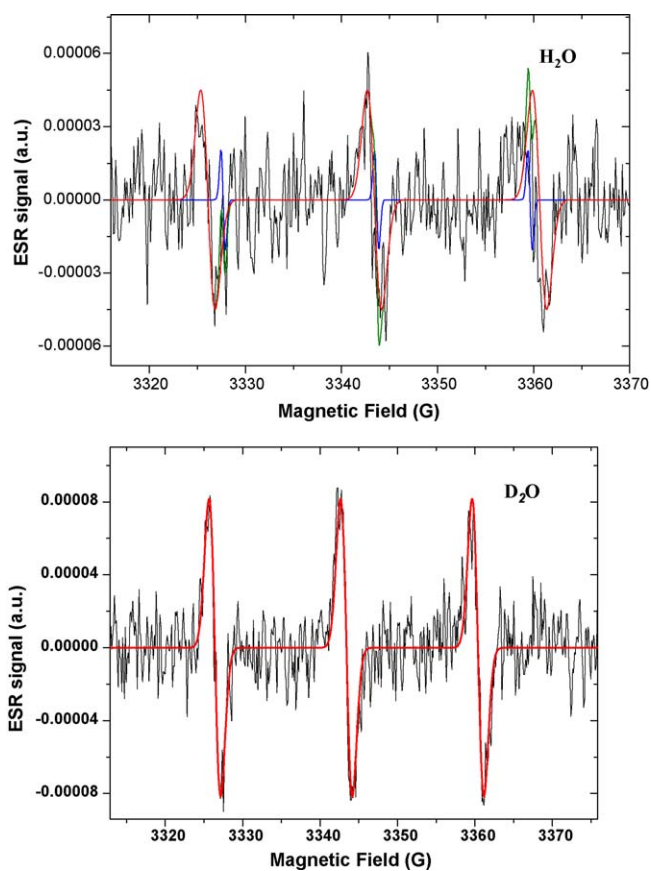 H₂O
ESR signal (a.u.)
0.00006
0.00003
0.00000
-0.00003
-0.00006
3320 3330 3340 3350 3360 3370
Magnetic Field (G)
D₂O
ESR signal (a.u.)
0.00008
0.00004
0.00000
-0.00004
-0.00008
3320 3330 3340 3350 3360 3370
Magnetic Field (G)